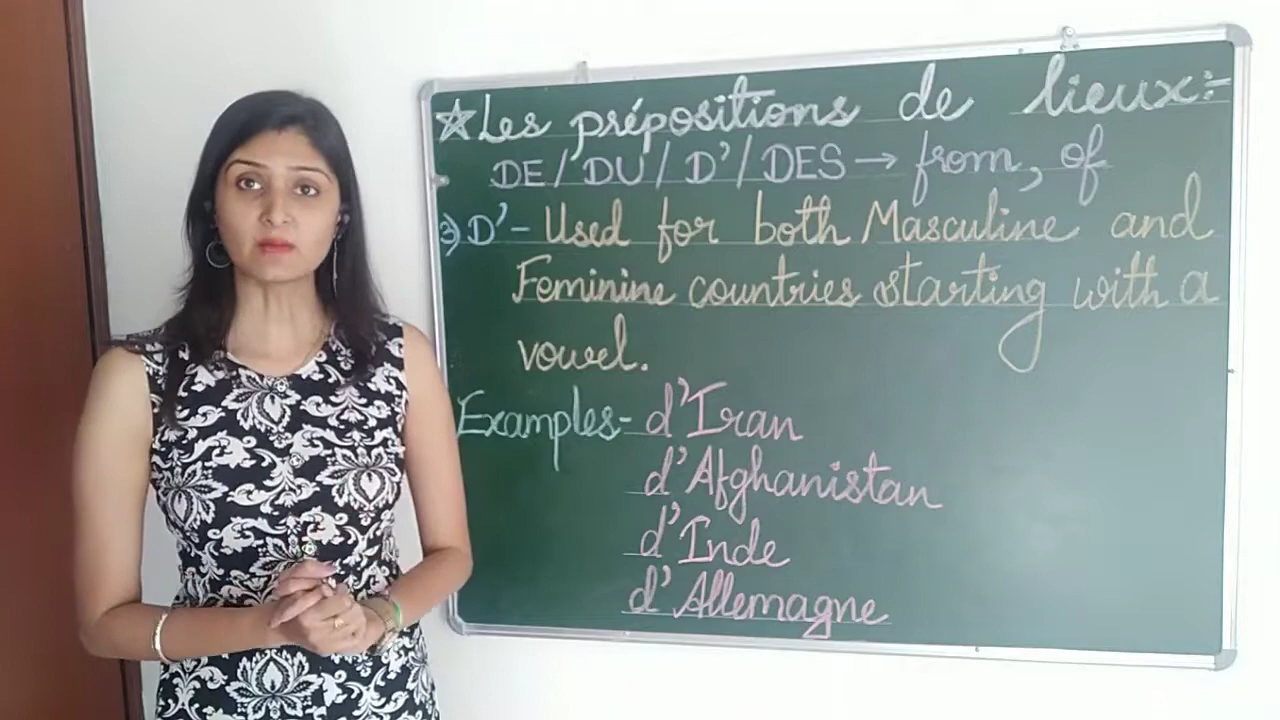 ☆Les prépositions de lieux:-
DE/DU/D'/DES→ from, of
3) D'- Used for both Masculine and
Feminine countries starting with a
vowel.
Examples- d'Iran
d'Afghanistan
d'Inde
d'Allemagne